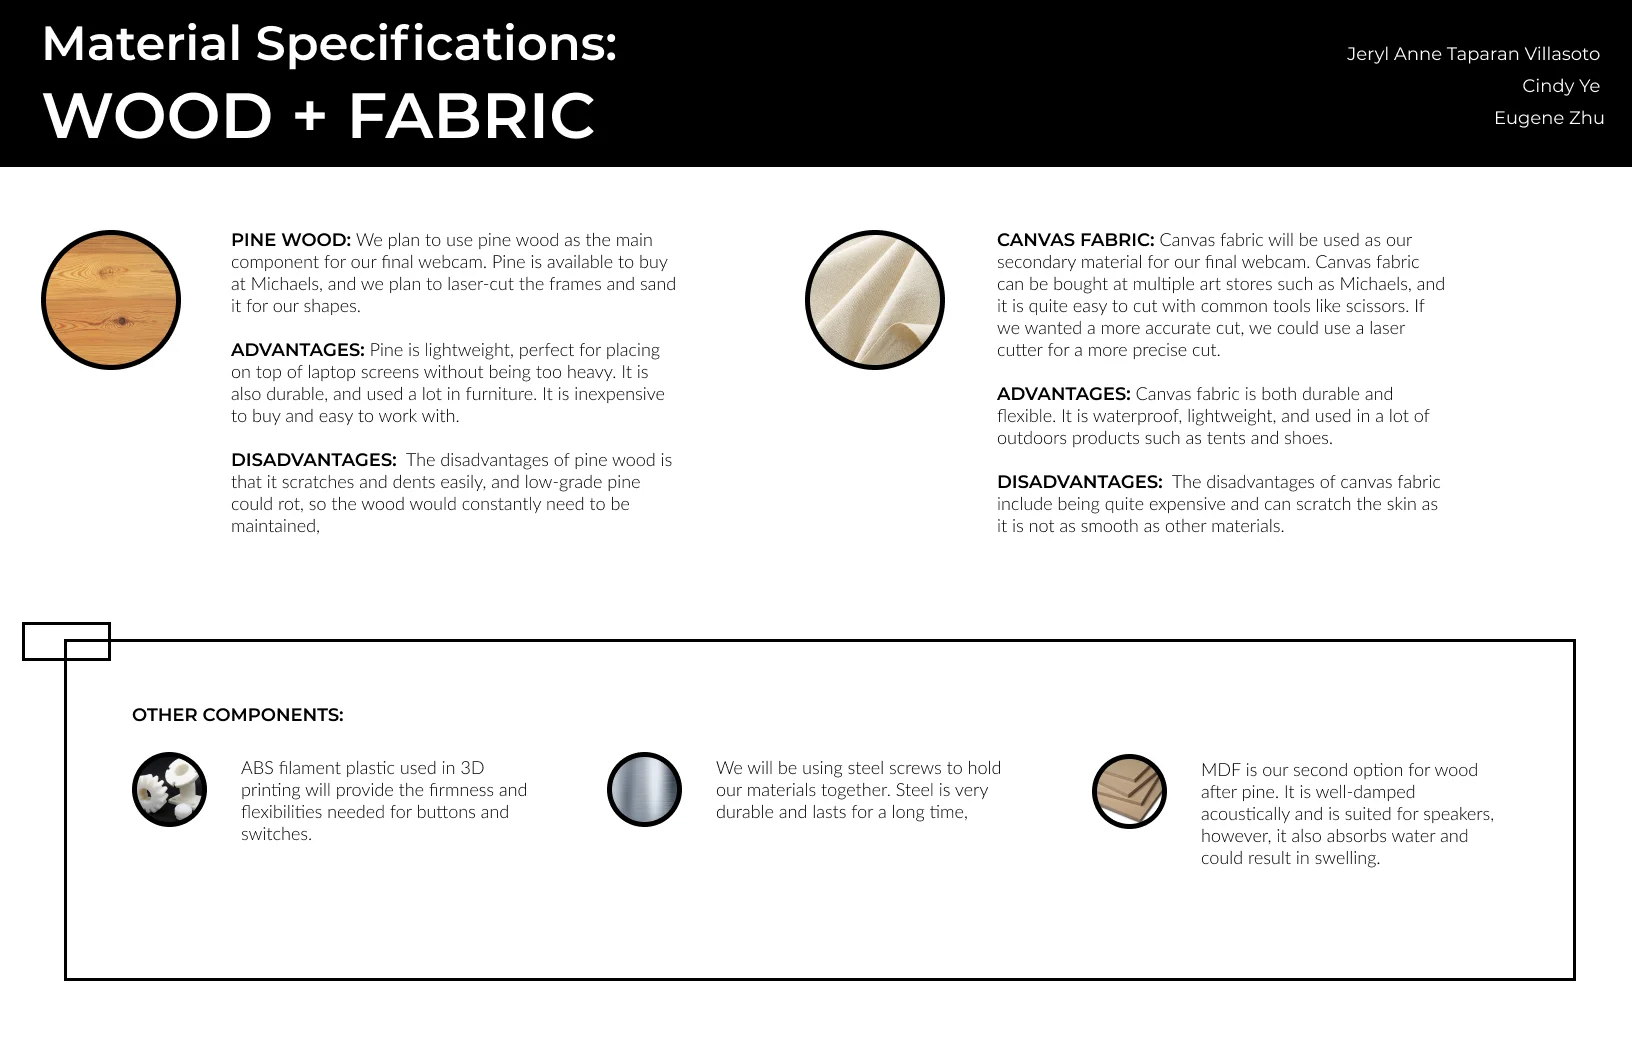 Material Specifications:
WOOD + FABRIC
Jeryl Anne Taparan Villasoto
Cindy Ye
Eugene Zhu
PINE WOOD: We plan to use pine wood as the main
component for our final webcam. Pine is available to buy
at Michaels, and we plan to laser-cut the frames and sand
it for our shapes.
ADVANTAGES: Pine is lightweight, perfect for placing
on top of laptop screens without being too heavy. It is
also durable, and used a lot in furniture. It is inexpensive
to buy and easy to work with.
DISADVANTAGES: The disadvantages of pine wood is
that it scratches and dents easily, and low-grade pine
could rot, so the wood would constantly need to be
maintained,
CANVAS FABRIC: Canvas fabric will be used as our
secondary material for our final webcam. Canvas fabric
can be bought at multiple art stores such as Michaels, and
it is quite easy to cut with common tools like scissors. If
we wanted a more accurate cut, we could use a laser
cutter for a more precise cut.
ADVANTAGES: Canvas fabric is both durable and
flexible. It is waterproof, lightweight, and used in a lot of
outdoors products such as tents and shoes.
DISADVANTAGES: The disadvantages of canvas fabric
include being quite expensive and can scratch the skin as
it is not as smooth as other materials.
OTHER COMPONENTS:
ABS filament plastic used in 3D
printing will provide the firmness and
flexibilities needed for buttons and
switches.
We will be using steel screws to hold
our materials together. Steel is very
durable and lasts for a long time,
MDF is our second option for wood
after pine. It is well-damped
acoustically and is suited for speakers,
however, it also absorbs water and
could result in swelling.